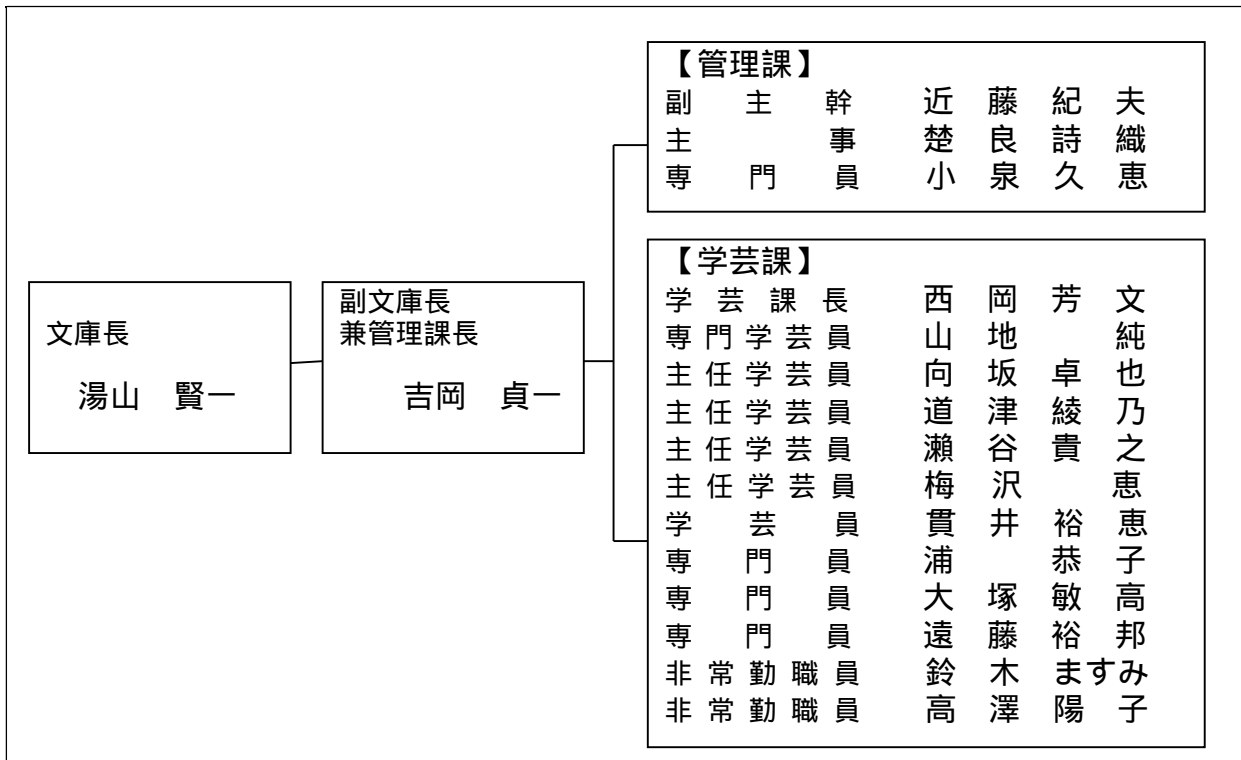 文庫長
湯山 賢一
副文庫長
兼管理課長
吉岡 貞一
【管理課】
副主幹 近藤紀夫
主事 楚良詩織
専門員 小泉久恵
【学芸課】
学芸課長 西岡芳文
専門学芸員 山地純
主任学芸員 向坂卓也
主任学芸員 道津綾乃
主任学芸員 瀨谷貴之
主任学芸員 梅沢恵
学芸員 貫井裕恵
専門員 浦恭子
専門員 大塚敏高
専門員 遠藤裕邦
非常勤職員 鈴木ますみ
非常勤職員 高澤陽子